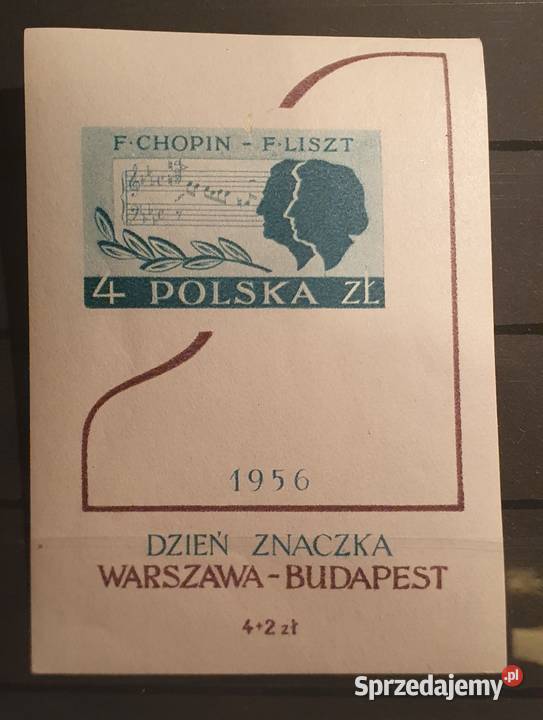 F·CHOPIN - F·LISZT
4 POLSKA ZŁ
1956
DZIEŃ ZNACZKA
WARSZAWA-BUDAPEST
4+2 zł
Sprzedajemy.pl